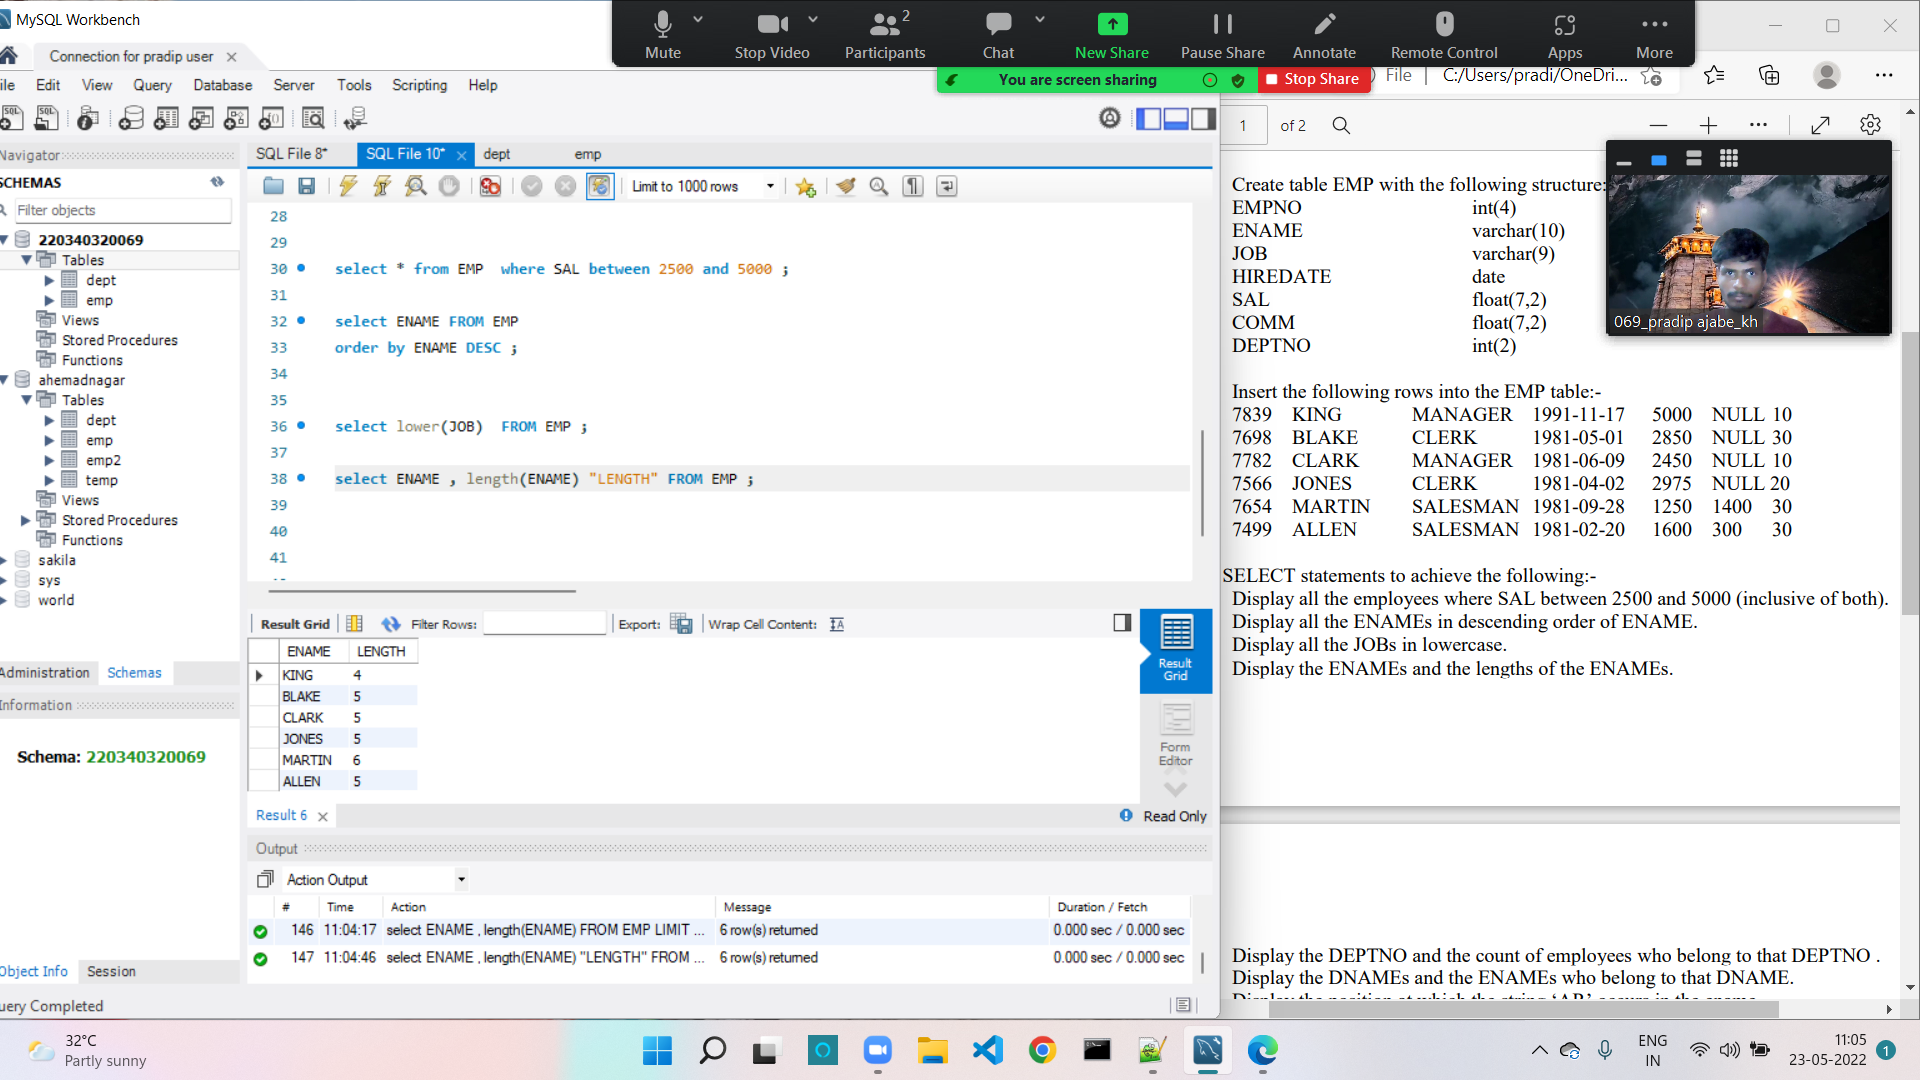 MySQL Workbench
Mute
Stop Video
Participants
2
Chat
New Share
Pause Share
Annotate
Remote Control
Apps
More
You are screen sharing
Stop Share
Connection for pradip user
File
C:/Users/pradi/OneDri...
ile Edit View Query Database Server Tools Scripting Help
1 of 2
Navigator
SCHEMAS
Filter objects
220340320069
Tables
dept
emp
Views
Stored Procedures
Functions
ahemadnagar
Tables
dept
emp
emp2
temp
Views
Stored Procedures
Functions
sakila
sys
world
Administration Schemas
Information
Schema: 220340320069
Object Info Session
uery Completed
SQL File 8* SQL File 10* dept emp
Limit to 1000 rows
28
29
30 select * from EMP where SAL between 2500 and 5000 ;
31
32 select ENAME FROM EMP
33 order by ENAME DESC ;
34
35
36 select lower(JOB) FROM EMP ;
37
38 select ENAME , length(ENAME) "LENGTH" FROM EMP ;
39
40
41
Result Grid Filter Rows: Export: Wrap Cell Content:
ENAME LENGTH
KING 4
BLAKE 5
CLARK 5
JONES 5
MARTIN 6
ALLEN 5
Result Grid
Form Editor
Result 6
Read Only
Output
Action Output
# Time Action Message Duration / Fetch
146 11:04:17 select ENAME , length(ENAME) FROM EMP LIMIT ... 6 row(s) returned 0.000 sec / 0.000 sec
147 11:04:46 select ENAME , length(ENAME) "LENGTH" FROM ... 6 row(s) returned 0.000 sec / 0.000 sec
Create table EMP with the following structure:
EMPNO int(4)
ENAME varchar(10)
JOB varchar(9)
HIREDATE date
SAL float(7,2)
COMM float(7,2)
DEPTNO int(2)
069_pradip ajabe_kh
Insert the following rows into the EMP table:-
7839 KING MANAGER 1991-11-17 5000 NULL 10
7698 BLAKE CLERK 1981-05-01 2850 NULL 30
7782 CLARK MANAGER 1981-06-09 2450 NULL 10
7566 JONES CLERK 1981-04-02 2975 NULL 20
7654 MARTIN SALESMAN 1981-09-28 1250 1400 30
7499 ALLEN SALESMAN 1981-02-20 1600 300 30
SELECT statements to achieve the following:-
Display all the employees where SAL between 2500 and 5000 (inclusive of both).
Display all the ENAMEs in descending order of ENAME.
Display all the JOBs in lowercase.
Display the ENAMEs and the lengths of the ENAMEs.
Display the DEPTNO and the count of employees who belong to that DEPTNO .
Display the DNAMEs and the ENAMEs who belong to that DNAME.
Display the position at which the string ‘AR’ occurs in the ename.
32°C
Partly sunny
ENG
IN
11:05
23-05-2022
1